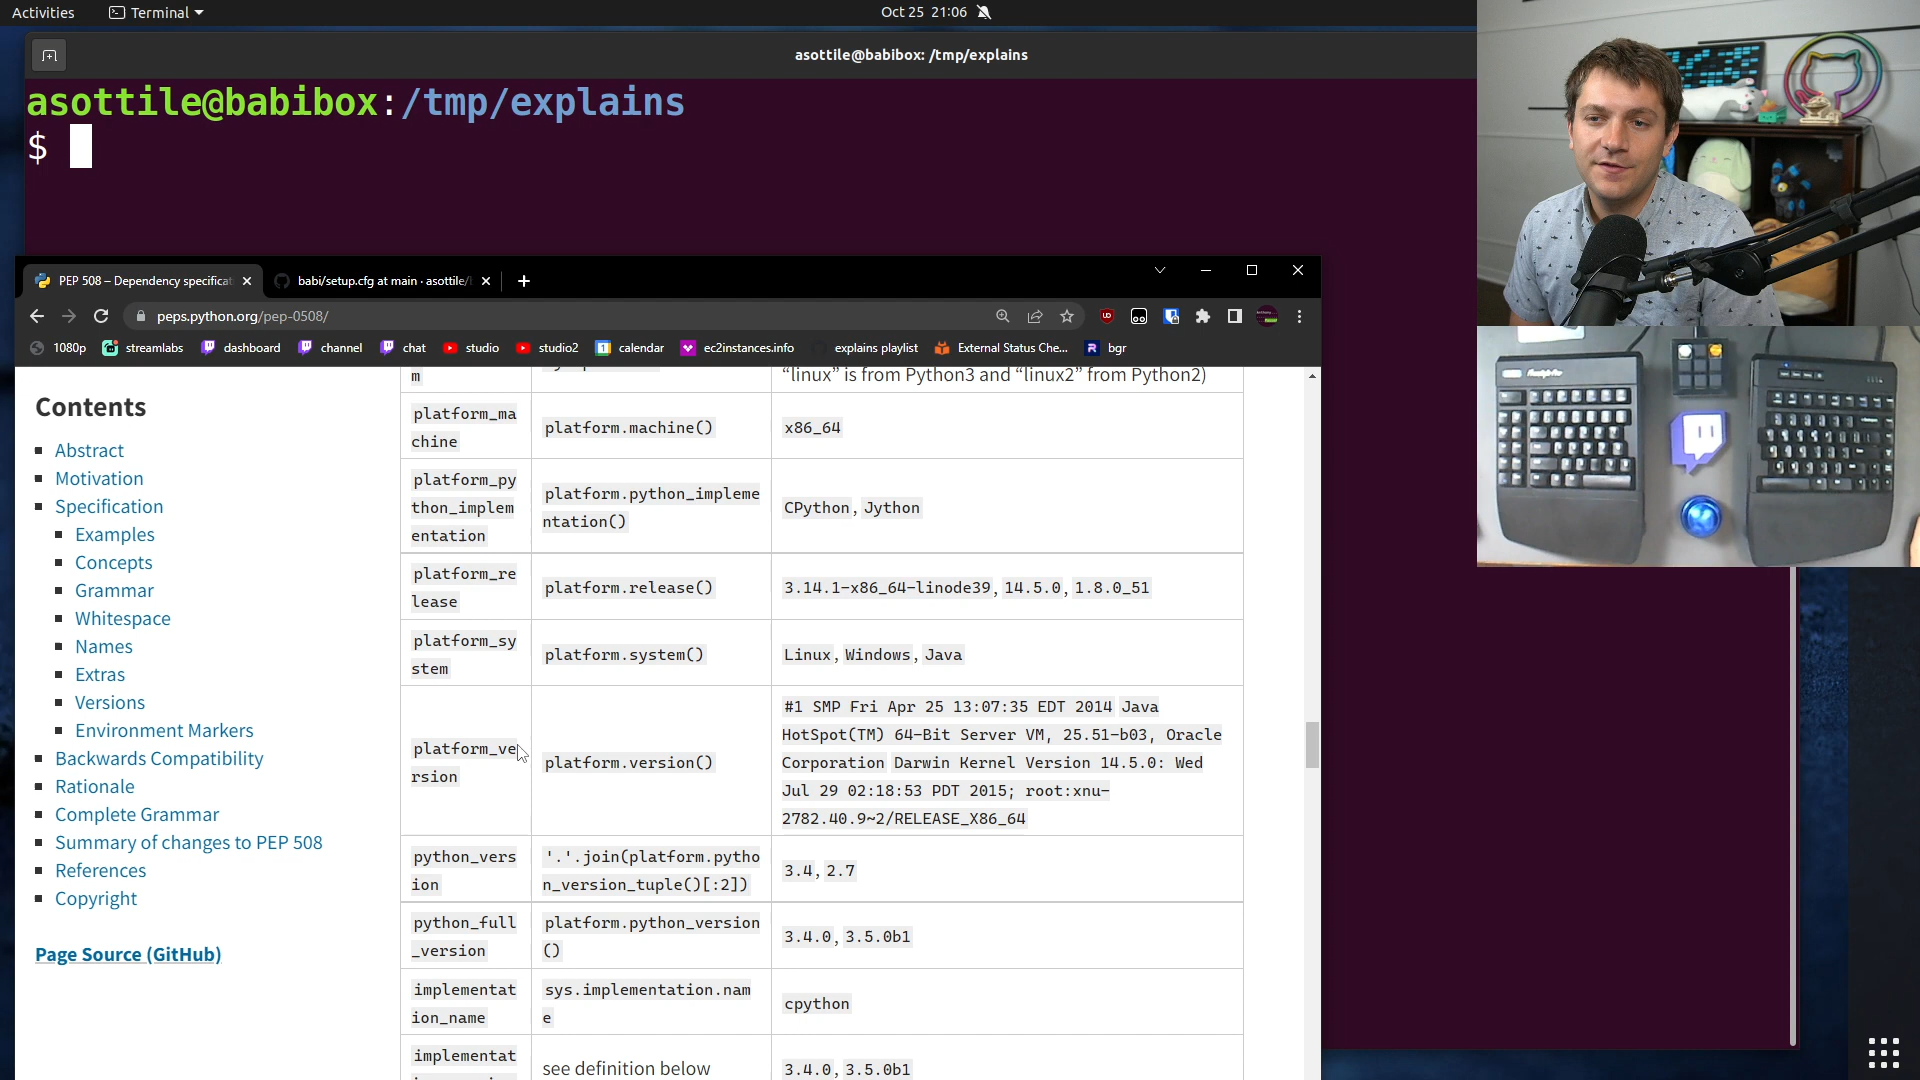 Activities
Terminal
Oct 25 21:06
asottile@babibox: /tmp/explains
asottile@babibox:/tmp/explains
$
PEP 508 – Dependency specificat
babi/setup.cfg at main · asottile/
peps.python.org/pep-0508/
1080p
streamlabs
dashboard
channel
chat
studio
studio2
calendar
ec2instances.info
explains playlist
External Status Che...
bgr
Contents
Abstract
Motivation
Specification
Examples
Concepts
Grammar
Whitespace
Names
Extras
Versions
Environment Markers
Backwards Compatibility
Rationale
Complete Grammar
Summary of changes to PEP 508
References
Copyright
Page Source (GitHub)
m
“linux” is from Python3 and “linux2” from Python2)
platform_ma
chine
platform.machine()
x86_64
platform_py
thon_implem
entation
platform.python_impleme
ntation()
CPython, Jython
platform_re
lease
platform.release()
3.14.1-x86_64-linode39, 14.5.0, 1.8.0_51
platform_sy
stem
platform.system()
Linux, Windows, Java
platform_ve
rsion
platform.version()
#1 SMP Fri Apr 25 13:07:35 EDT 2014 Java
HotSpot(TM) 64-Bit Server VM, 25.51-b03, Oracle
Corporation Darwin Kernel Version 14.5.0: Wed
Jul 29 02:18:53 PDT 2015; root:xnu-
2782.40.9~2/RELEASE_X86_64
python_vers
ion
'.'.join(platform.pytho
n_version_tuple()[:2])
3.4, 2.7
python_full
_version
platform.python_version
()
3.4.0, 3.5.0b1
implementat
ion_name
sys.implementation.nam
e
cpython
implementat
see definition below
3.4.0, 3.5.0b1